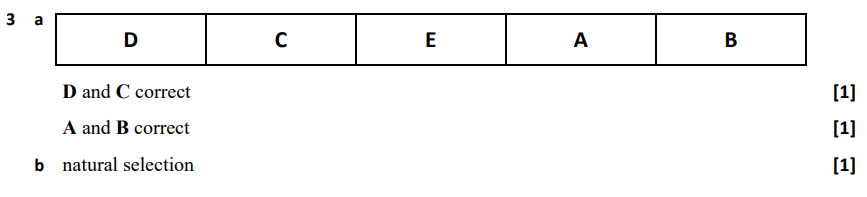 3 a D C E A B
D and C correct [1]
A and B correct [1]
b natural selection [1]